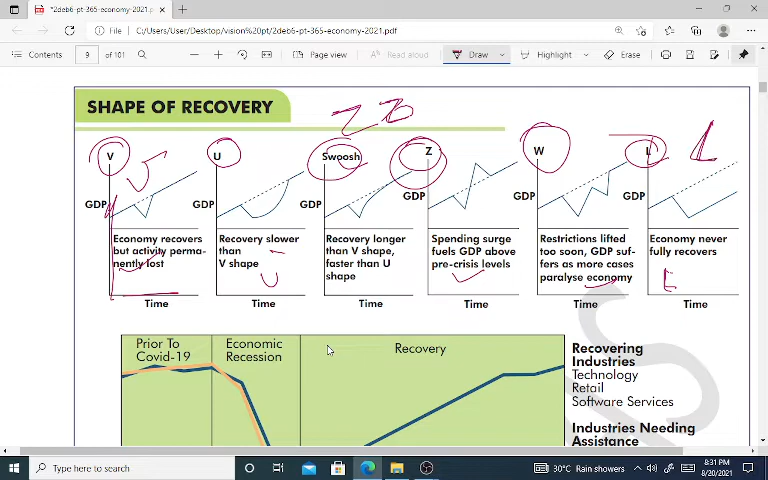 *2deb6-pt-365-economy-2021.pdf
File
C:/Users/User/Desktop/vision%20pt/2deb6-pt-365-economy-2021.pdf
Contents
9 of 101
Page view
Read aloud
Draw
Highlight
Erase
SHAPE OF RECOVERY
V U Swoosh Z W L
GDP GDP GDP GDP GDP GDP
Economy recovers
but activity perma-
nently lost
Time
Recovery slower
than
V shape
Time
Recovery longer
than V shape,
faster than U
shape
Time
Spending surge
fuels GDP above
pre-crisis levels
Time
Restrictions lifted
too soon, GDP suf-
fers as more cases
paralyse economy
Time
Economy never
fully recovers
Time
Prior To
Covid-19
Economic
Recession
Recovery
Recovering
Industries
Technology
Retail
Software Services
Industries Needing
Assistance
Type here to search
30°C Rain showers
8:31 PM
8/20/2021